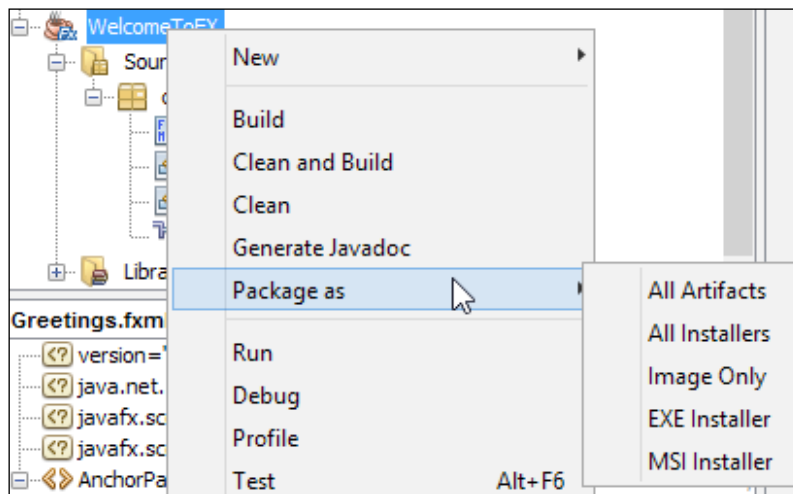 WelcomeToFX
Sour
New
Build
Clean and Build
Clean
Generate Javadoc
Libra
Package as
All Artifacts
All Installers
Image Only
EXE Installer
MSI Installer
Greetings.fxm
<?> version="
<?> java.net.
<?> javafx.sc
<?> javafx.sc
<> AnchorPa
Run
Debug
Profile
Test Alt+F6